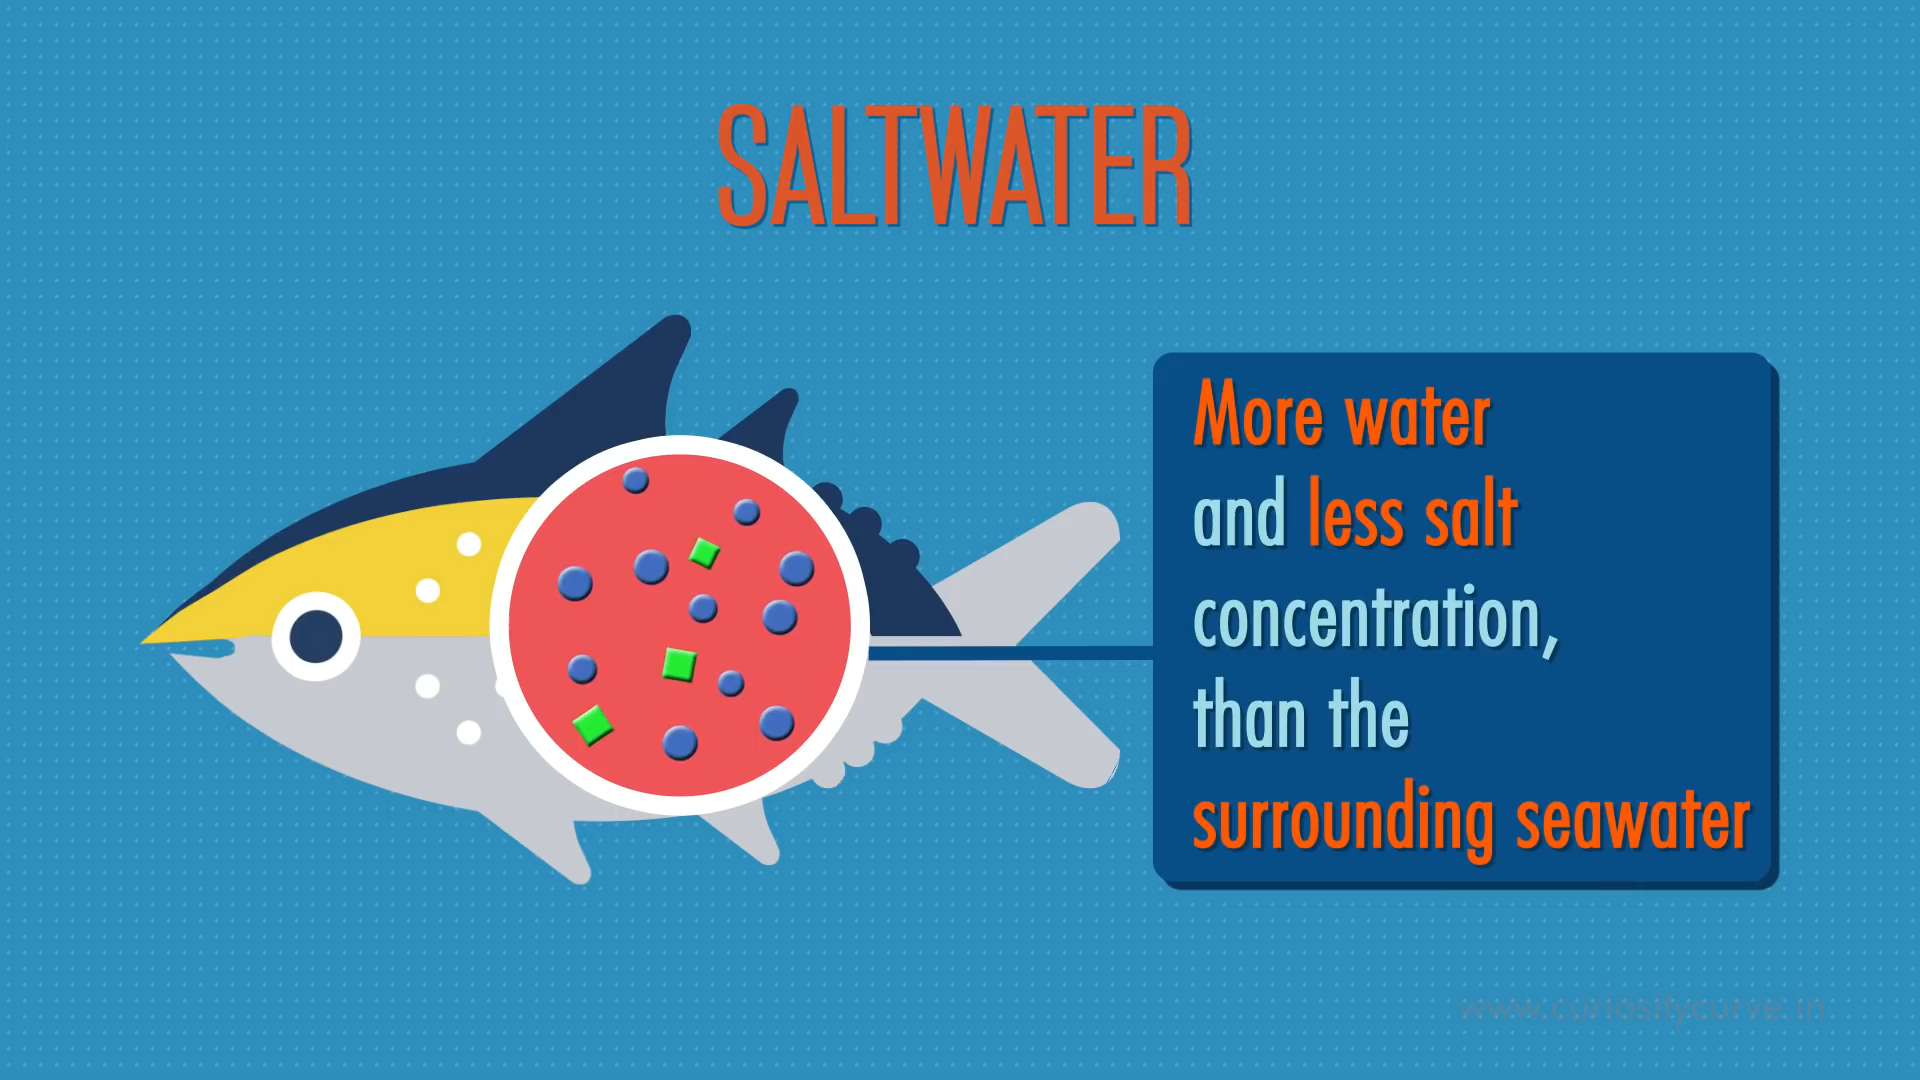 SALTWATER
More water
and less salt
concentration,
than the
surrounding seawater
www.curiositycurve.in